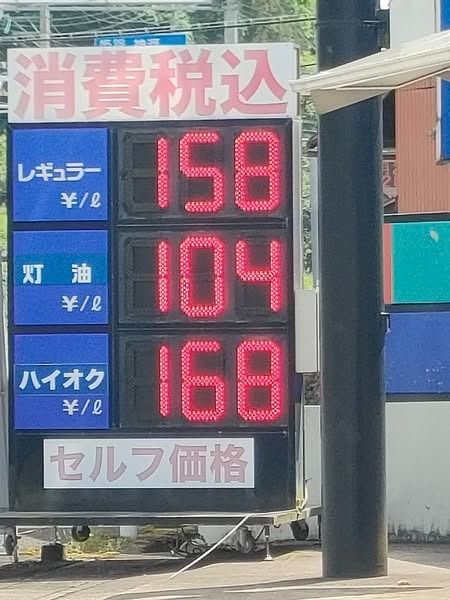 消費税込
レギュラー
¥/ℓ
158
灯油
¥/ℓ
104
ハイオク
¥/ℓ
168
セルフ価格